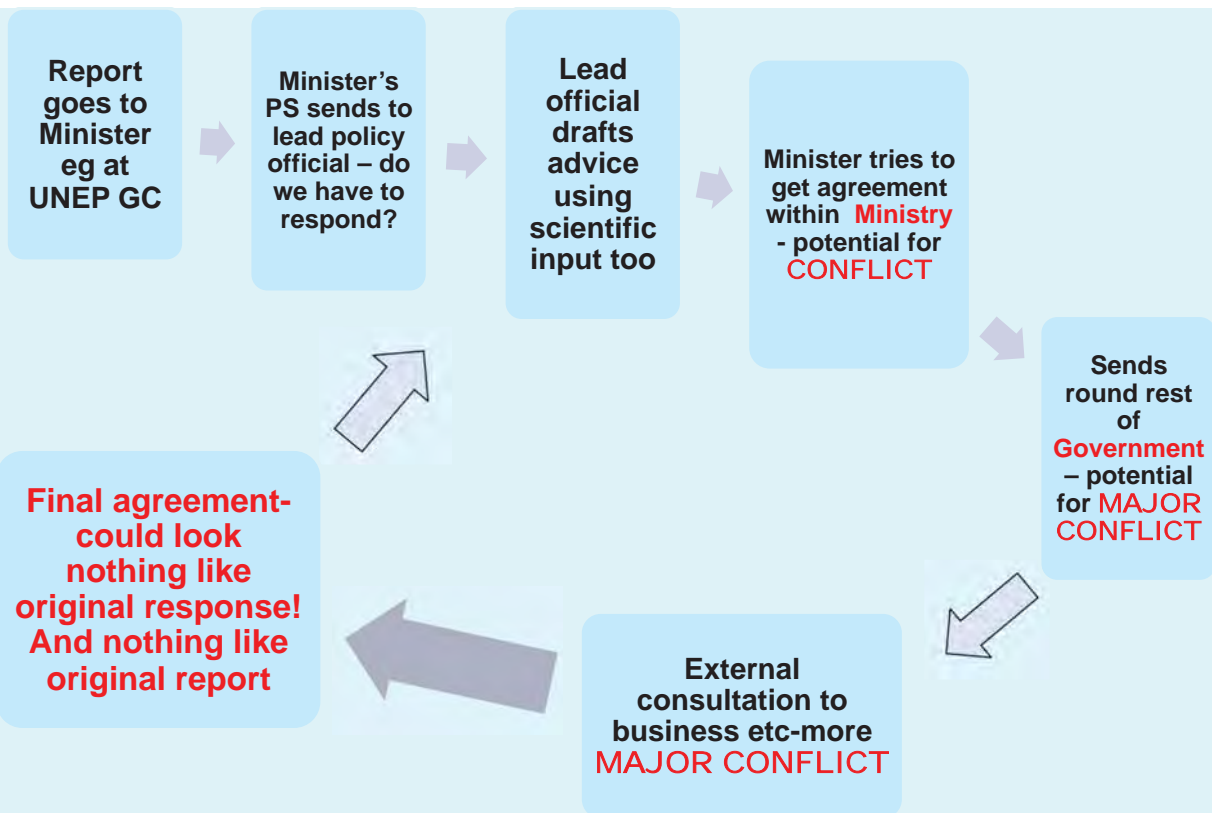 Report
goes to
Minister
eg at
UNEP GC
Minister’s
PS sends to
lead policy
official – do
we have to
respond?
Lead
official
drafts
advice
using
scientific
input too
Minister tries to
get agreement
within Ministry
- potential for
CONFLICT
Sends
round rest
of
Government
– potential
for MAJOR
CONFLICT
External
consultation to
business etc-more
MAJOR CONFLICT
Final agreement-
could look
nothing like
original response!
And nothing like
original report